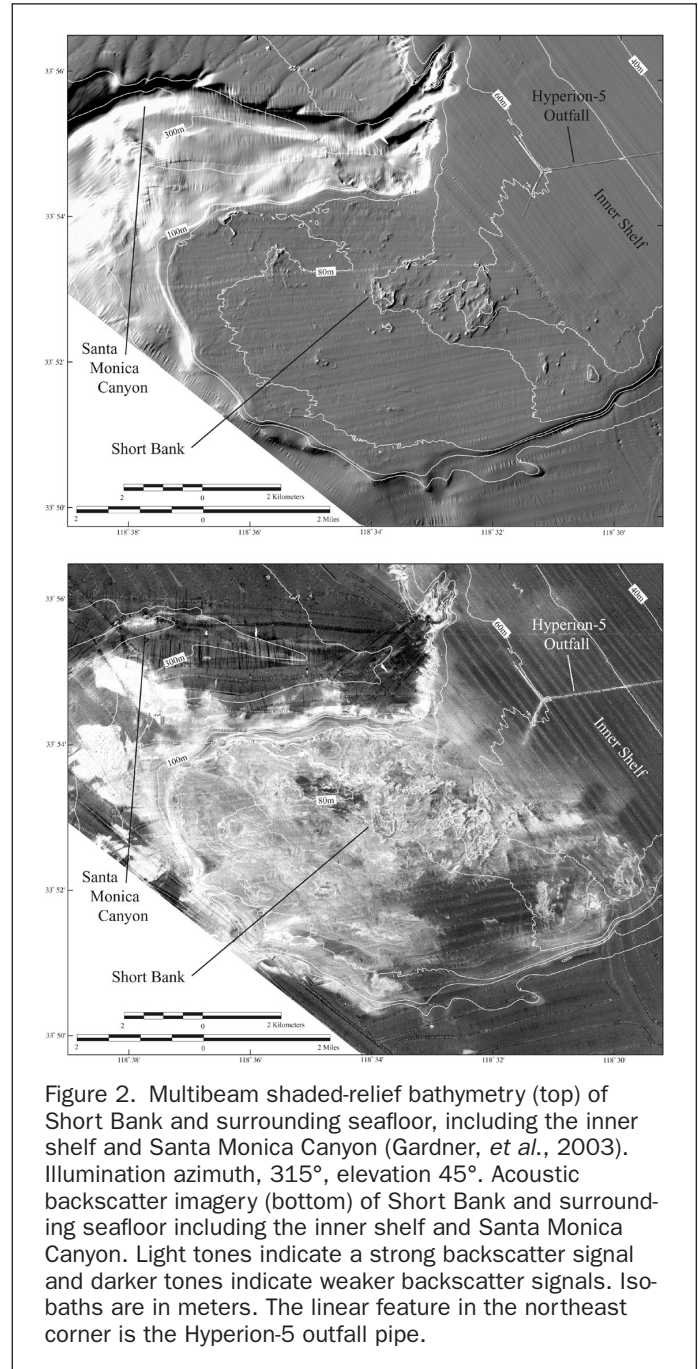 33° 56'
33° 54'
33° 52'
33° 50'
300m
100m
80m
60m
40m
Hyperion-5
Outfall
Inner Shelf
Santa
Monica
Canyon
Short Bank
2 0 2 Kilometers
2 0 2 Miles
118° 38' 118° 36' 118° 34' 118° 32' 118° 30'
33° 56'
33° 54'
33° 52'
33° 50'
300m
100m
80m
60m
40m
Hyperion-5
Outfall
Inner Shelf
Santa
Monica
Canyon
Short Bank
2 0 2 Kilometers
2 0 2 Miles
118° 38' 118° 36' 118° 34' 118° 32' 118° 30'
Figure 2. Multibeam shaded-relief bathymetry (top) of
Short Bank and surrounding seafloor, including the inner
shelf and Santa Monica Canyon (Gardner, et al., 2003).
Illumination azimuth, 315°, elevation 45°. Acoustic
backscatter imagery (bottom) of Short Bank and surround-
ing seafloor including the inner shelf and Santa Monica
Canyon. Light tones indicate a strong backscatter signal
and darker tones indicate weaker backscatter signals. Iso-
baths are in meters. The linear feature in the northeast
corner is the Hyperion-5 outfall pipe.